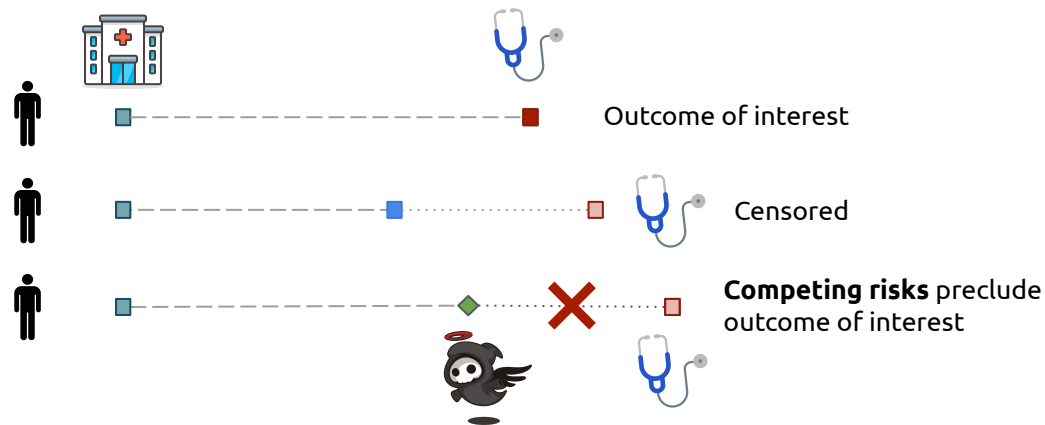 Outcome of interest
Censored
Competing risks preclude
outcome of interest